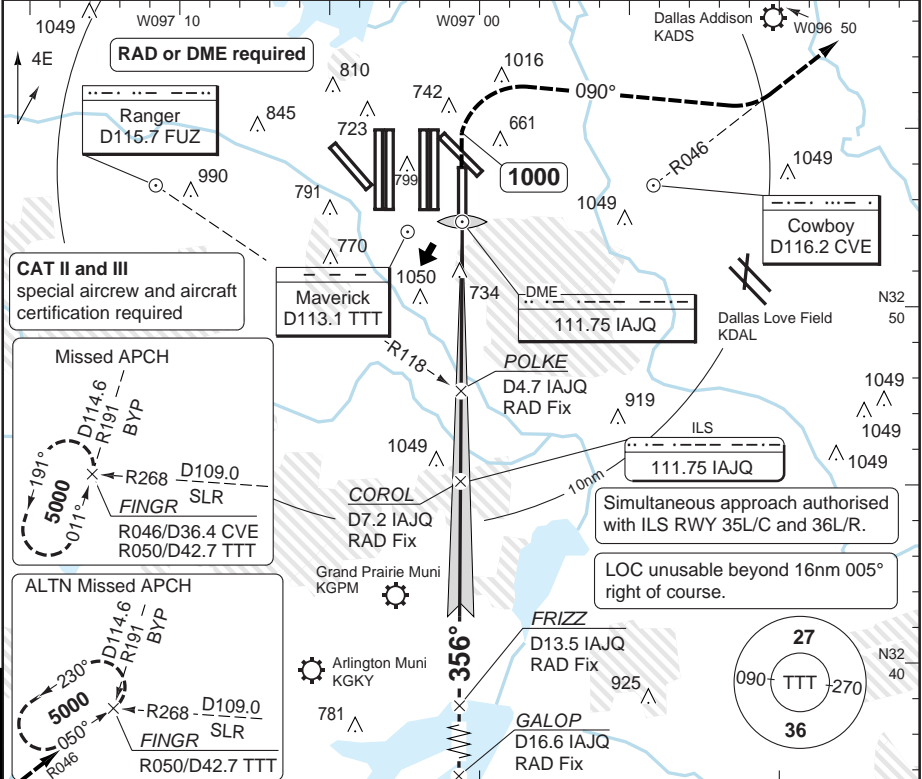 W097 10
W097 00
1049
Dallas Addison
KADS
W096 50
RAD or DME required
4E
810
1016
742
090°
Ranger
D115.7 FUZ
845
723
661
R046
990
799
1000
1049
791
1049
Cowboy
D116.2 CVE
770
CAT II and III
special aircrew and aircraft
certification required
1050
Maverick
D113.1 TTT
734
DME
111.75 IAJQ
N32
50
Dallas Love Field
KDAL
Missed APCH
R118
POLKE
D4.7 IAJQ
RAD Fix
D114.6
R191
BYP
191°
5000
011°
R268
D109.0
SLR
FINGR
R046/D36.4 CVE
R050/D42.7 TTT
919
1049
1049
1049
1049
ILS
111.75 IAJQ
10nm
COROL
D7.2 IAJQ
RAD Fix
Simultaneous approach authorised
with ILS RWY 35L/C and 36L/R.
LOC unusable beyond 16nm 005°
right of course.
Grand Prairie Muni
KGPM
ALTN Missed APCH
D114.6
R191
BYP
230°
5000
050°
R046
R268
D109.0
SLR
FINGR
R050/D42.7 TTT
356°
FRIZZ
D13.5 IAJQ
RAD Fix
Arlington Muni
KGKY
781
925
GALOP
D16.6 IAJQ
RAD Fix
27
090
TTT
270
36
N32
40